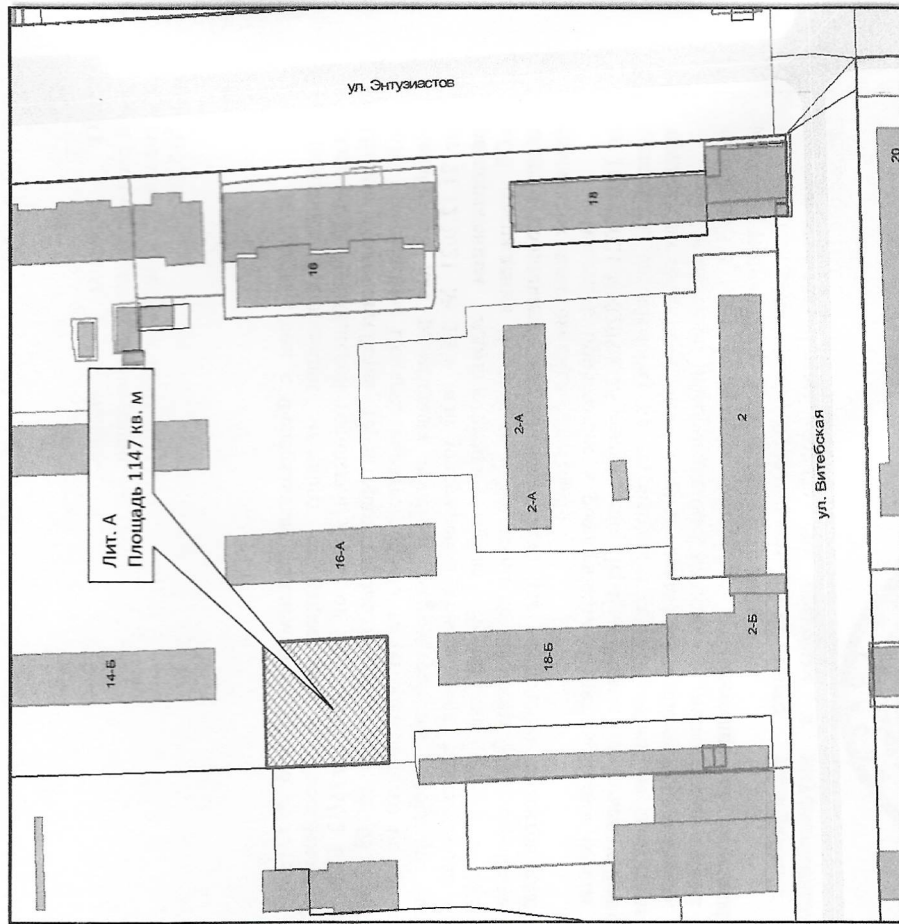 ул. Энтузиастов
20
18
16
Лит. А
Площадь 1147 кв. м
2-А
2-А
2
ул. Витебская
16-А
14-Б
18-Б
2-Б